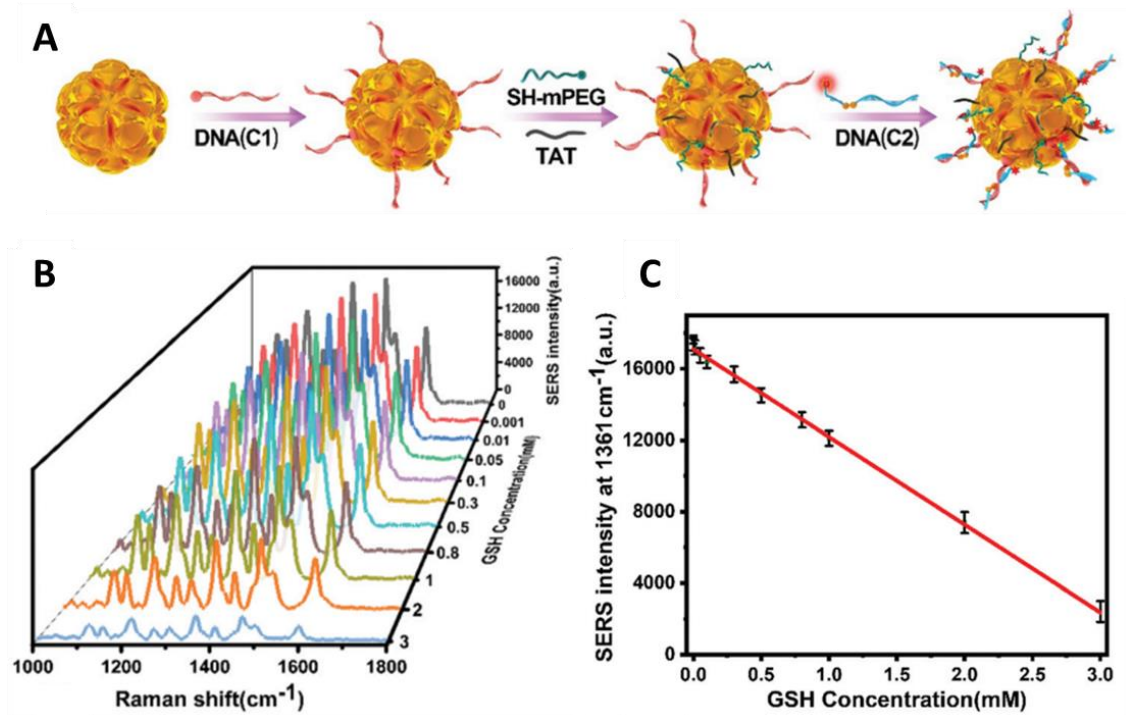 A
DNA(C1)
SH-mPEG
TAT
DNA(C2)
B
16000
12000
8000
4000
0
SERS intensity(a.u.)
0
0.001
0.01
0.05
0.1
0.3
0.5
0.8
1
2
3
GSH Concentration(mM)
1000 1200 1400 1600 1800
Raman shift(cm-1)
C
SERS intensity at 1361 cm-1(a.u.)
16000
12000
8000
4000
0
0.0 0.5 1.0 1.5 2.0 2.5 3.0
GSH Concentration(mM)